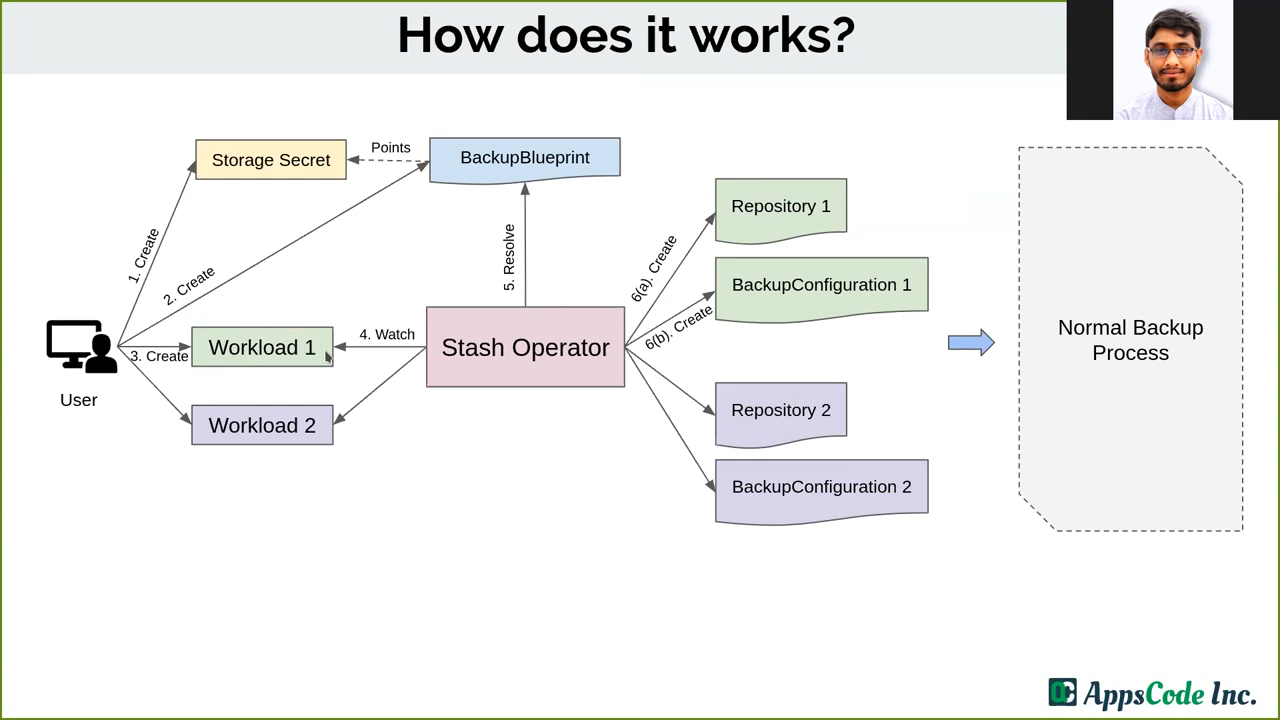 How does it works?
Storage Secret
Points
BackupBlueprint
1. Create
2. Create
5. Resolve
Repository 1
6(a). Create
BackupConfiguration 1
6(b). Create
User
3. Create
Workload 1
4. Watch
Stash Operator
Workload 2
Repository 2
BackupConfiguration 2
Normal Backup
Process
AppsCode Inc.